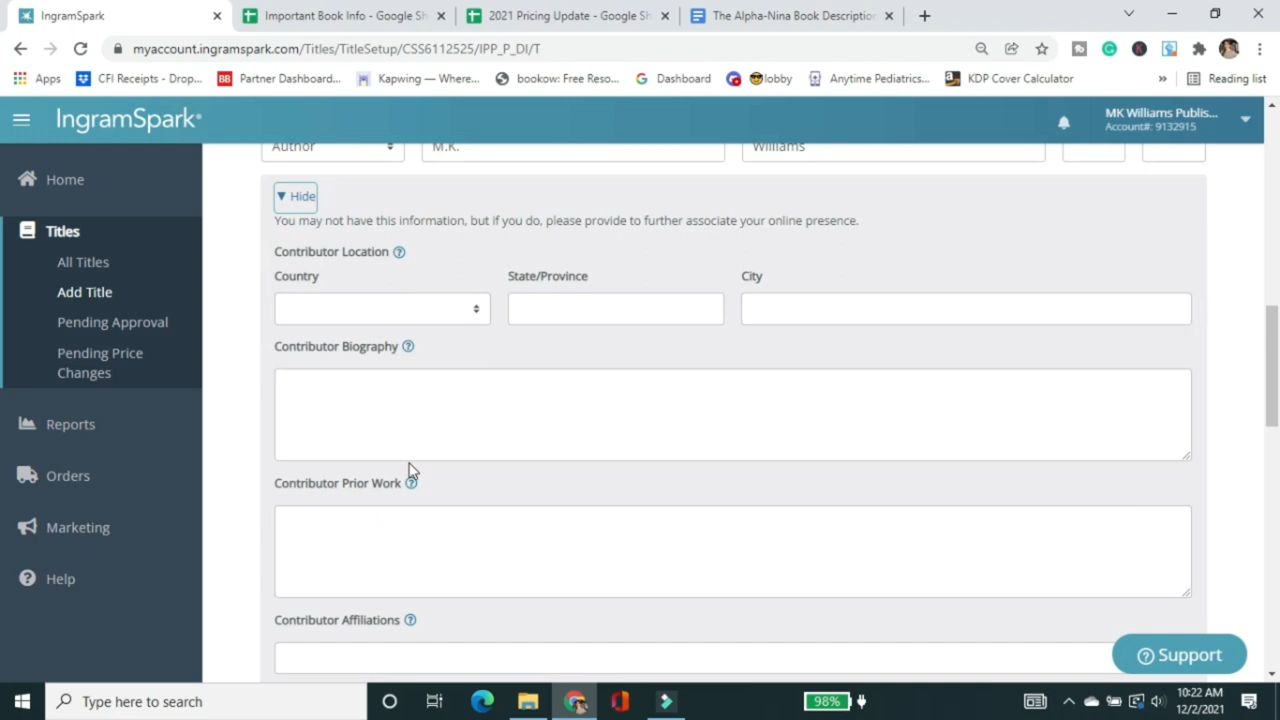 IngramSpark
Important Book Info - Google Sh
2021 Pricing Update - Google Sh
The Alpha-Nina Book Description
myaccount.ingramspark.com/Titles/TitleSetup/CSS6112525/IPP_P_DI/T
Apps
CFI Receipts - Drop...
BB
Partner Dashboard...
Kapwing — Where...
bookow: Free Reso...
Dashboard
lobby
Anytime Pediatrics...
KDP Cover Calculator
»
Reading list
IngramSpark®
MK Williams Publis...
Account#: 9132915
Author
M.K.
Williams
Home
Titles
All Titles
Add Title
Pending Approval
Pending Price
Changes
Reports
Orders
Marketing
Help
▼ Hide
You may not have this information, but if you do, please provide to further associate your online presence.
Contributor Location ?
Country
State/Province
City
Contributor Biography ?
Contributor Prior Work ?
Contributor Affiliations ?
? Support
Type here to search
98%
10:22 AM
12/2/2021